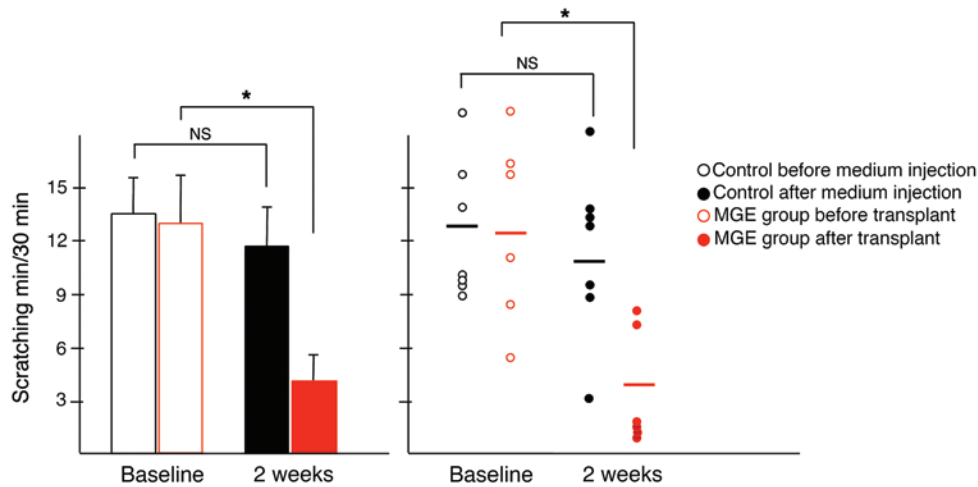 *
NS
*
NS
Scratching min/30 min
15
12
9
6
3
Baseline
2 weeks
Baseline
2 weeks
Control before medium injection
Control after medium injection
MGE group before transplant
MGE group after transplant